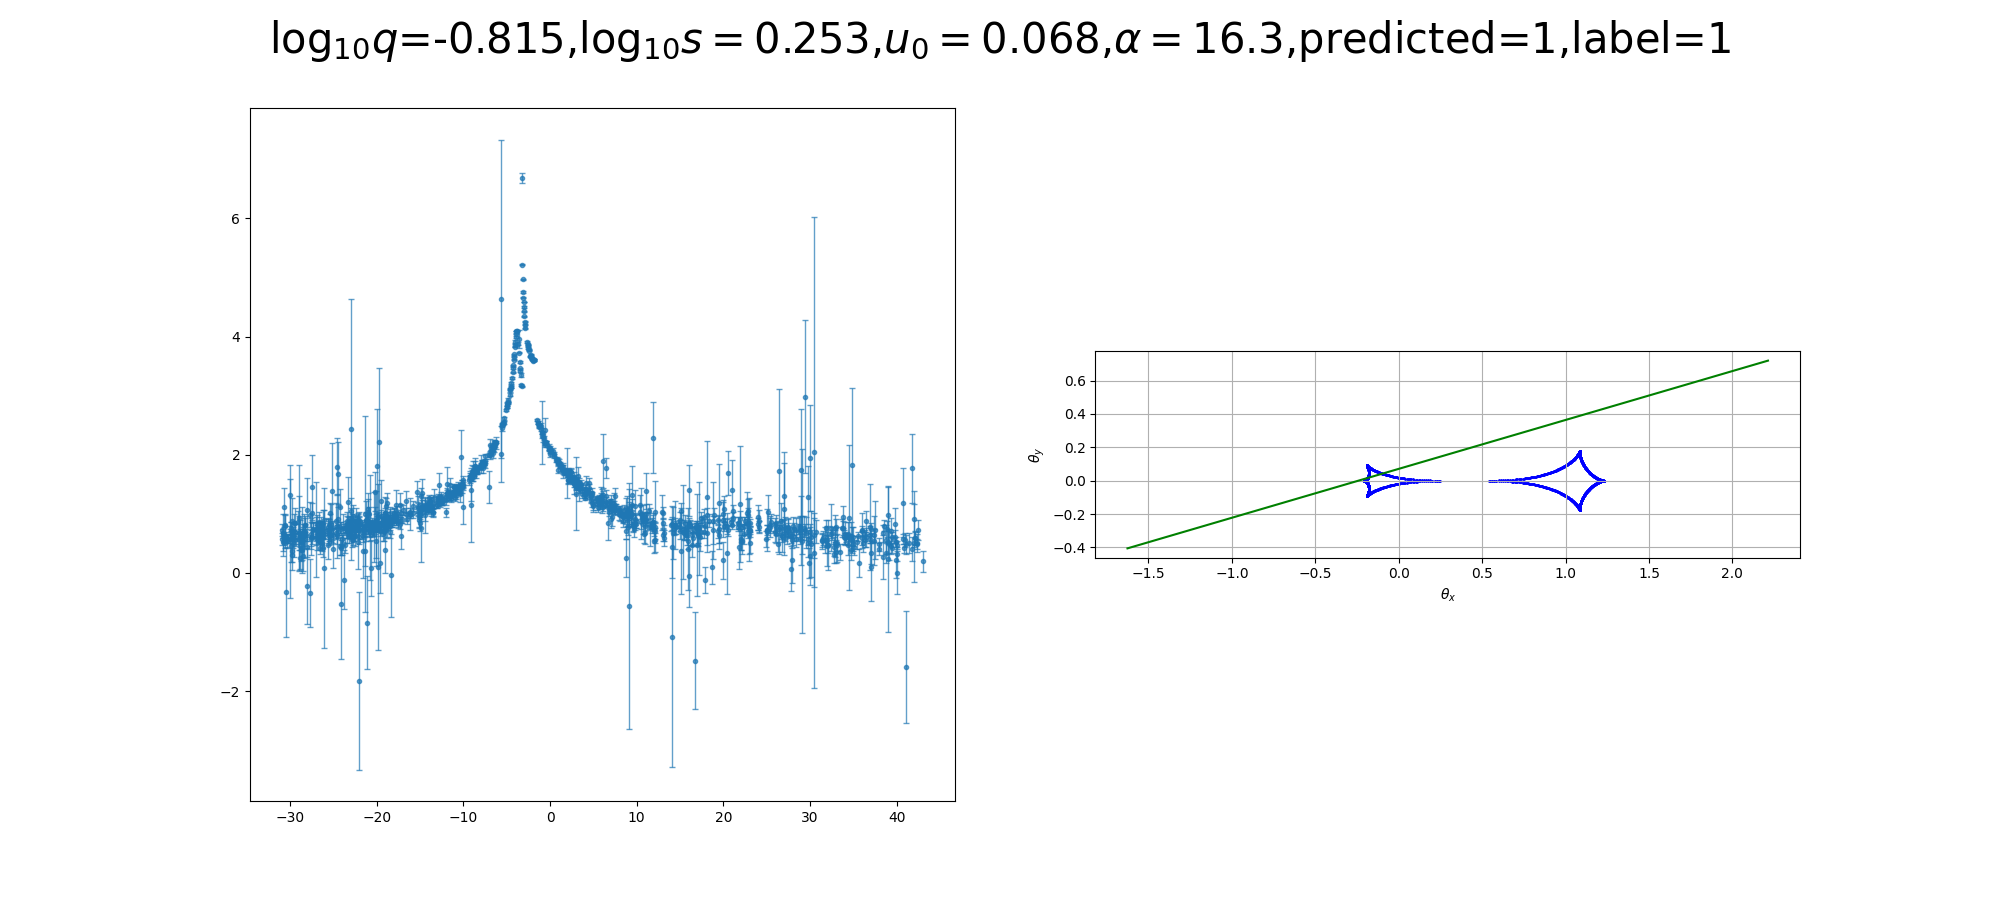 log₁₀q=-0.815,log₁₀s = 0.253,u₀ = 0.068,α = 16.3,predicted=1,label=1
6
4
2
0
−2
−30 −20 −10 0 10 20 30 40
θy
0.6
0.4
0.2
0.0
−0.2
−0.4
−1.5 −1.0 −0.5 0.0 0.5 1.0 1.5 2.0
θx